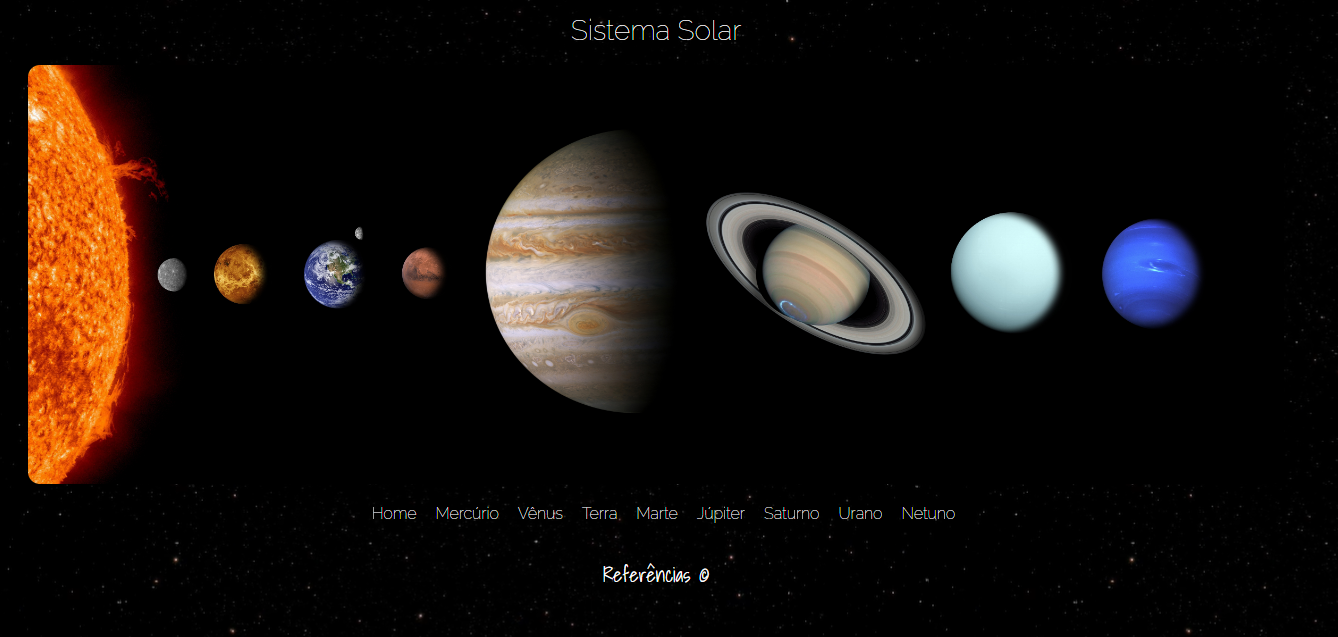 Sistema Solar
Home Mercúrio Vênus Terra Marte Júpiter Saturno Urano Netuno
Referências ©